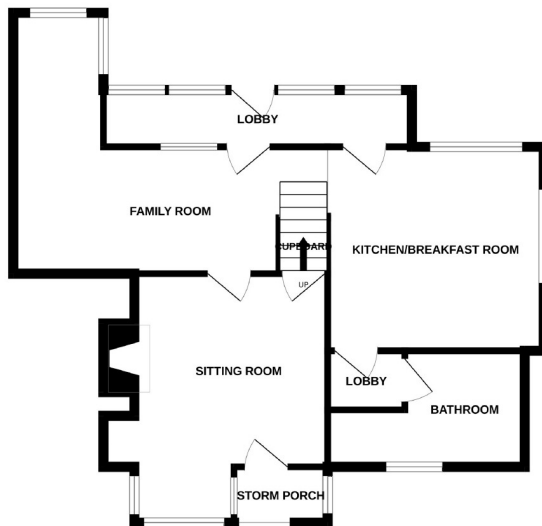 LOBBY
FAMILY ROOM
CUPBOARD
KITCHEN/BREAKFAST ROOM
UP
SITTING ROOM
LOBBY
BATHROOM
STORM PORCH